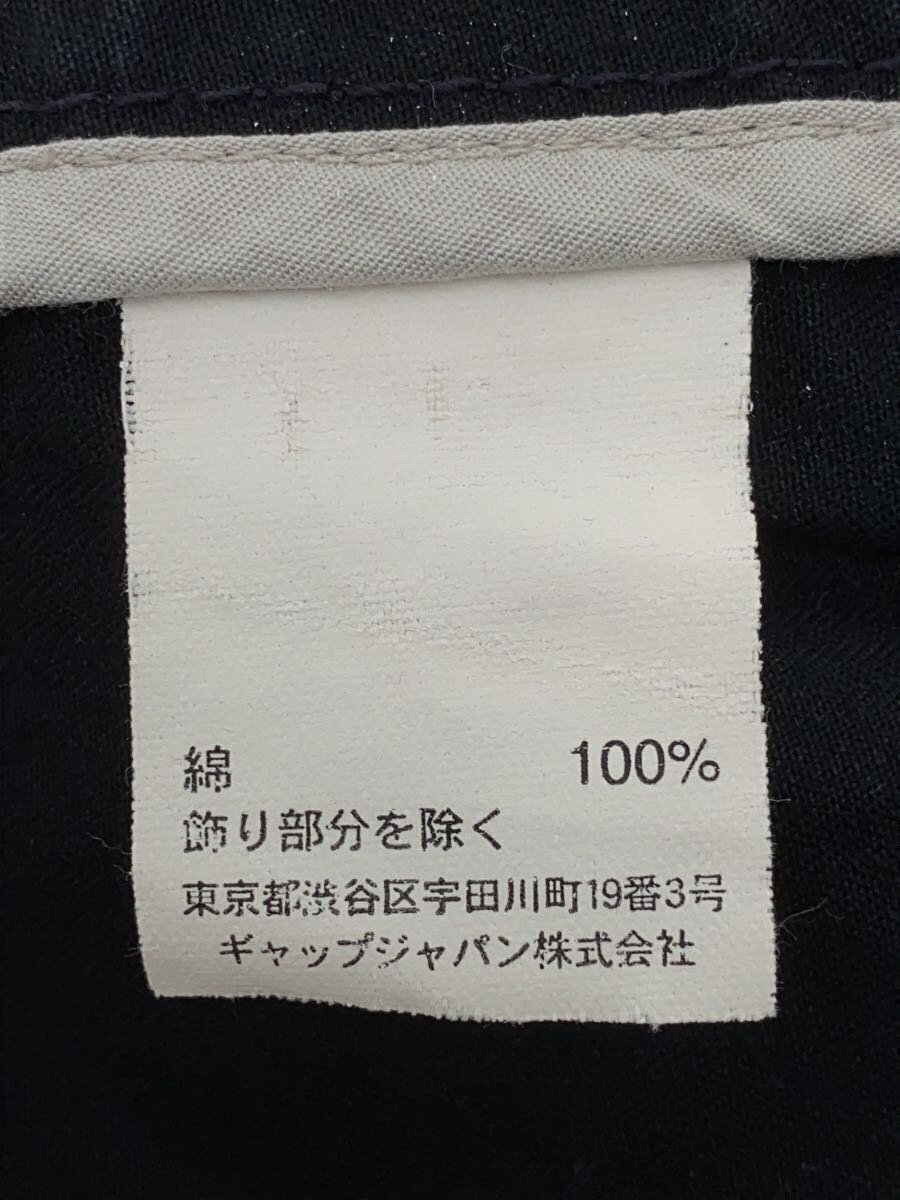 綿 100%
飾り部分を除く
東京都渋谷区宇田川町19番3号
ギャップジャパン株式会社